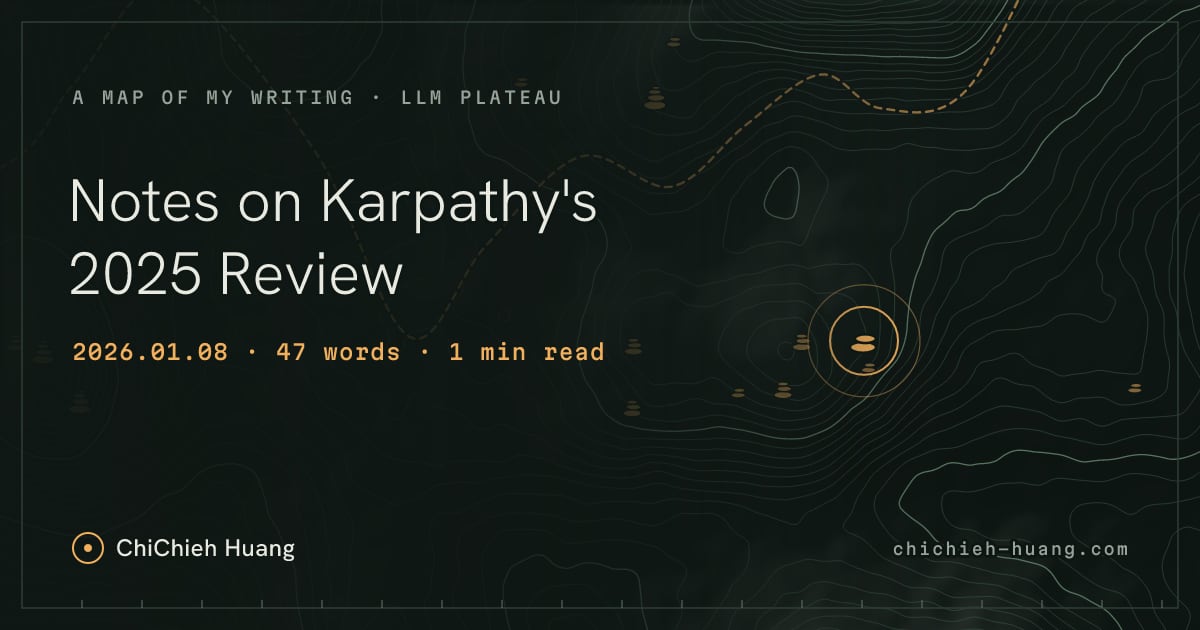 A MAP OF MY WRITING · LLM PLATEAU
Notes on Karpathy's
2025 Review
2026.01.08 · 47 words · 1 min read
ChiChieh Huang
chichieh-huang.com